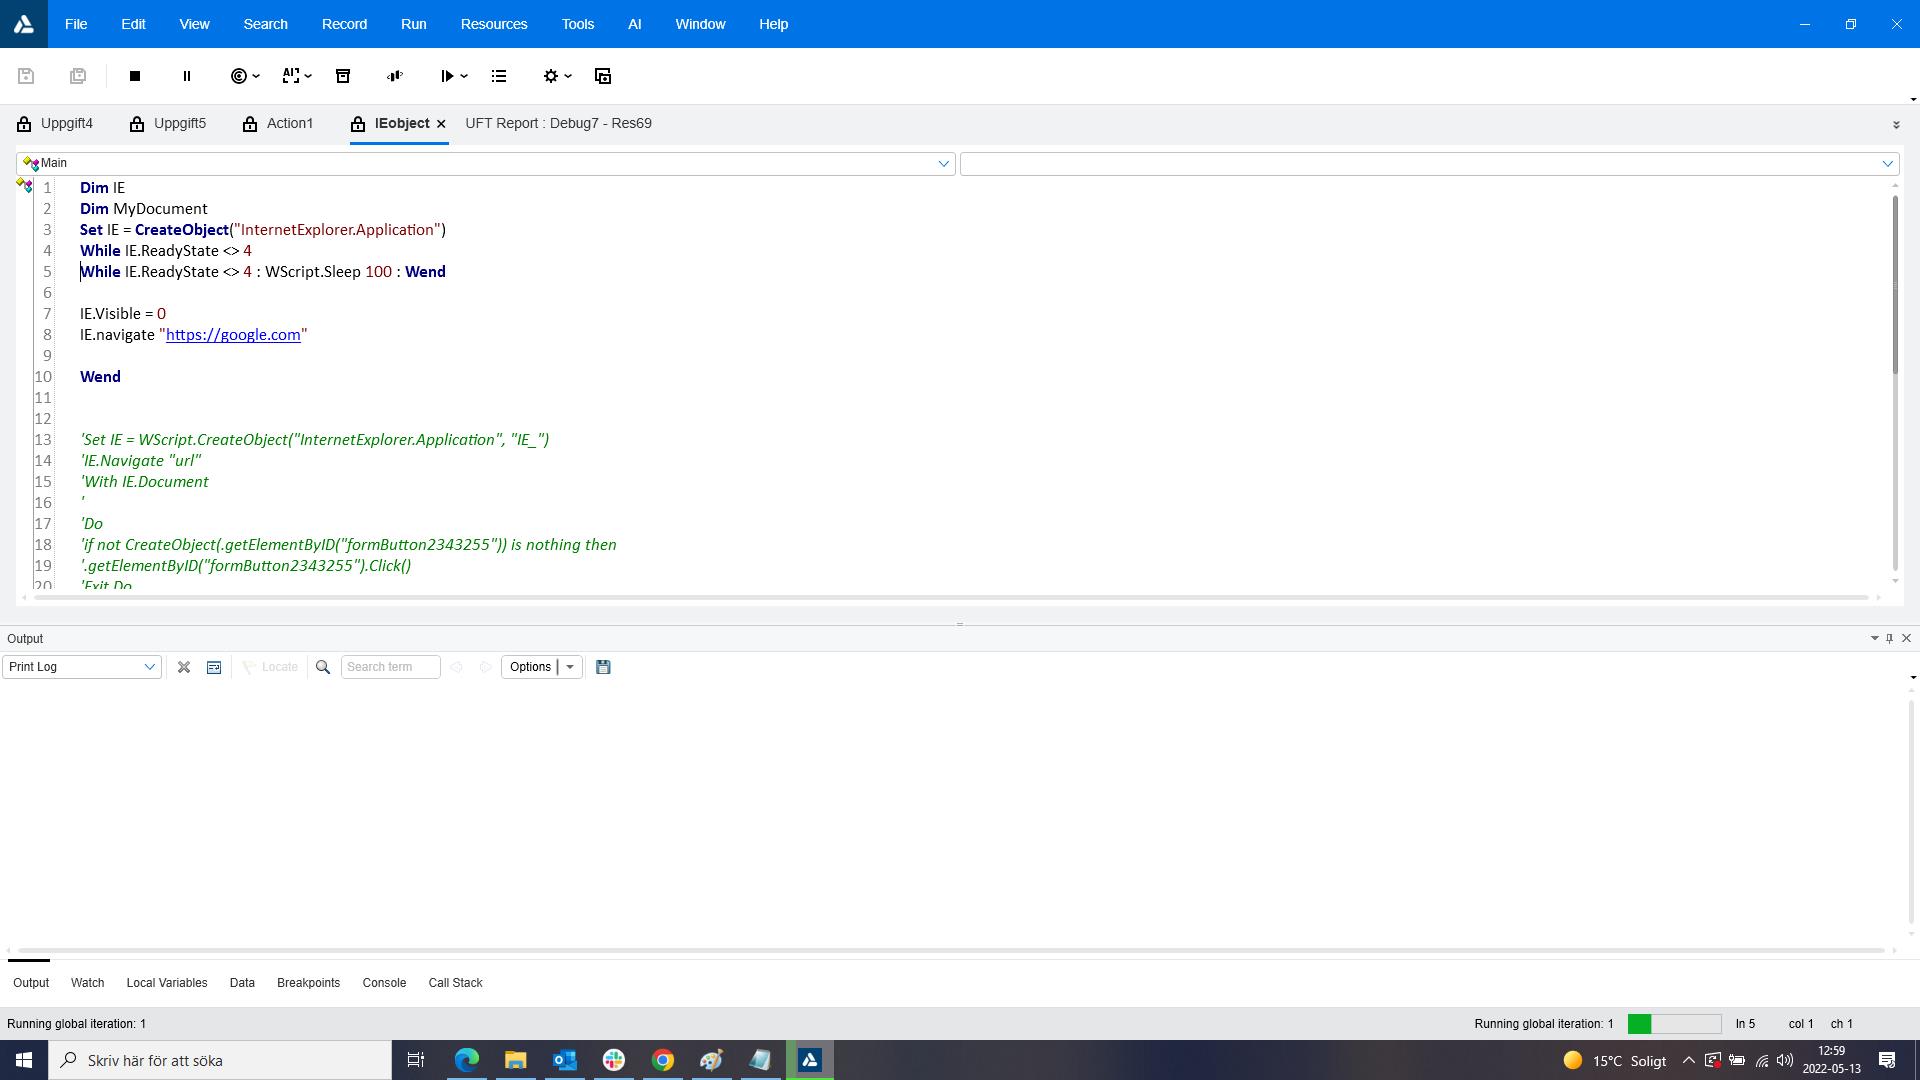 File Edit View Search Record Run Resources Tools AI Window Help
AI
Uppgift4 Uppgift5 Action1 IEobject UFT Report : Debug7 - Res69
Main
1 Dim IE
2 Dim MyDocument
3 Set IE = CreateObject("InternetExplorer.Application")
4 While IE.ReadyState <> 4
5 While IE.ReadyState <> 4 : WScript.Sleep 100 : Wend
6
7 IE.Visible = 0
8 IE.navigate "https://google.com"
9
10 Wend
11
12
13 'Set IE = WScript.CreateObject("InternetExplorer.Application", "IE_")
14 'IE.Navigate "url"
15 'With IE.Document
16 '
17 'Do
18 'if not CreateObject(.getElementByID("formButton2343255")) is nothing then
19 '.getElementByID("formButton2343255").Click()
20 'Exit Do
Output
Print Log Locate Search term Options
Output Watch Local Variables Data Breakpoints Console Call Stack
Running global iteration: 1 Running global iteration: 1 ln 5 col 1 ch 1
Skriv här för att söka 15°C Soligt 12:59
2022-05-13